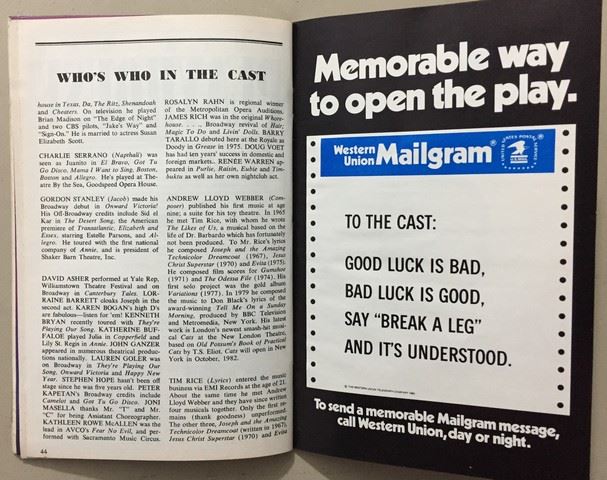 WHO'S WHO IN THE CAST
house in Texas, Da, The Ritz, Shenandoah
and Cheaters. On television he played
Brian Madison on "The Edge of Night"
and two CBS pilots, "Jake's Way" and
"Sign-On." He is married to actress Susan
Elizabeth Scott.
CHARLIE SERRANO (Napthali) was
seen as Juanito in El Bravo, Got Tu
Go Disco, Mama I Want to Sing, Boston,
Boston and Allegro. He's played at Thea-
tre By the Sea, Goodspeed Opera House.
GORDON STANLEY (Jacob) made his
Broadway debut in Onward Victoria!
His Off-Broadway credits include Sid el
Kar in The Desert Song, the American
premiere of Transatlantic, Elizabeth and
Essex, starring Estelle Parsons, and Al-
legro. He toured with the first national
company of Annie, and is president of
Shaker Barn Theatre, Inc.
DAVID ASHER performed at Yale Rep,
Williamstown Theatre Festival and on
Broadway in Canterbury Tales. LOR-
RAINE BARRETT cloaks Joseph in the
second act. KAREN BOGAN's high D's
are fabulous—listen for 'em! KENNETH
BRYAN recently toured with They're
Playing Our Song. KATHERINE BUF-
FALOE played Julia in Copperfield and
Lily St. Regis in Annie. JOHN GANZER
appeared in numerous theatrical produc-
tions nationally. LAUREN GOLER was
on Broadway in They're Playing Our
Song, Onward Victoria and Happy New
Year. STEPHEN HOPE hasn't been off
stage since he was five years old. PETER
KAPETAN's Broadway credits include
Camelot and Got Tu Go Disco. JONI
MASELLA thanks Mr. "T" and Mr.
"C" for being Assistant Choreographer.
KATHLEEN ROWE McALLEN was the
lead in AVCO's Fear No Evil, and per-
formed with Sacramento Music Circus.
44
ROSALYN RAHN is regional winner
of the Metropolitan Opera Auditions.
JAMES RICH was in the original Whore-
house. . . . Broadway revival of Hair;
Magic To Do and Livin' Dolls. BARRY
TARALLO debuted here at the Royale as
Doody in Grease in 1975. DOUG VOET
has had ten years' success in domestic and
foreign markets. RENEE WARREN ap-
peared in Purlie, Raisin, Eubie and Tim-
buktu as well as her own nightclub act.
ANDREW LLOYD WEBBER (Com-
poser) published his first music at age
nine; a suite for his toy theatre. In 1965
he met Tim Rice, with whom he wrote
The Likes of Us, a musical based on the
life of Dr. Barbardo which has fortunately
not been produced. To Mr. Rice's lyrics
he composed Joseph and the Amazing
Technicolor Dreamcoat (1967), Jesus
Christ Superstar (1970) and Evita (1975).
He composed film scores for Gumshoe
(1971) and The Odessa File (1974). His
first solo project was the gold album
Variations (1977). In 1979 he composed
the music to Don Black's lyrics of the
award-winning Tell Me On a Sunday
Morning, produced by BBC Television
and Metromedia, New York. His latest
work is London's newest smash-hit musi-
cal Cats at the New London Theatre,
based on Old Possum's Book of Practical
Cats by T.S. Eliot. Cats will open in New
York in October, 1982.
TIM RICE (Lyrics) entered the music
business via EMI Records at the age of 21.
About the same time he met Andrew
Lloyd Webber and they have since written
four musicals together. Only the first re-
mains (thank goodness) unperformed.
The other three, Joseph and the Amazing
Technicolor Dreamcoat (written in 1967),
Jesus Christ Superstar (1970) and Evita
Memorable way
to open the play.
Western
Union Mailgram®
UNITED STATES POSTAL SERVICE
TO THE CAST:
GOOD LUCK IS BAD,
BAD LUCK IS GOOD,
SAY "BREAK A LEG"
AND IT'S UNDERSTOOD.
To send a memorable Mailgram message,
call Western Union, day or night.